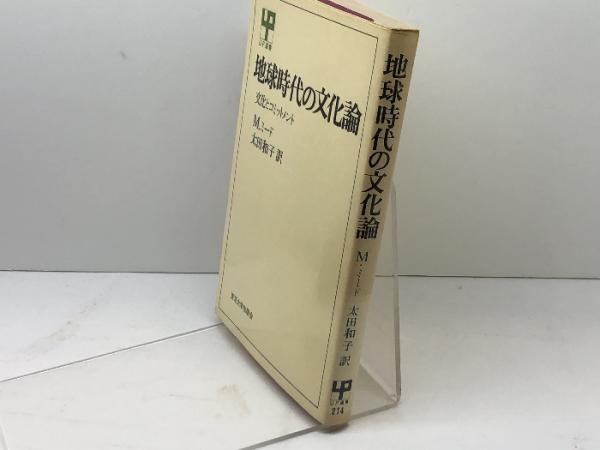 UP選書
地球時代の文化論
文化とコミットメント
M.ミード
太田和子 訳
東京大学出版会
地球時代の文化論
M・ミード
太田和子 訳
UP
UP選書
214